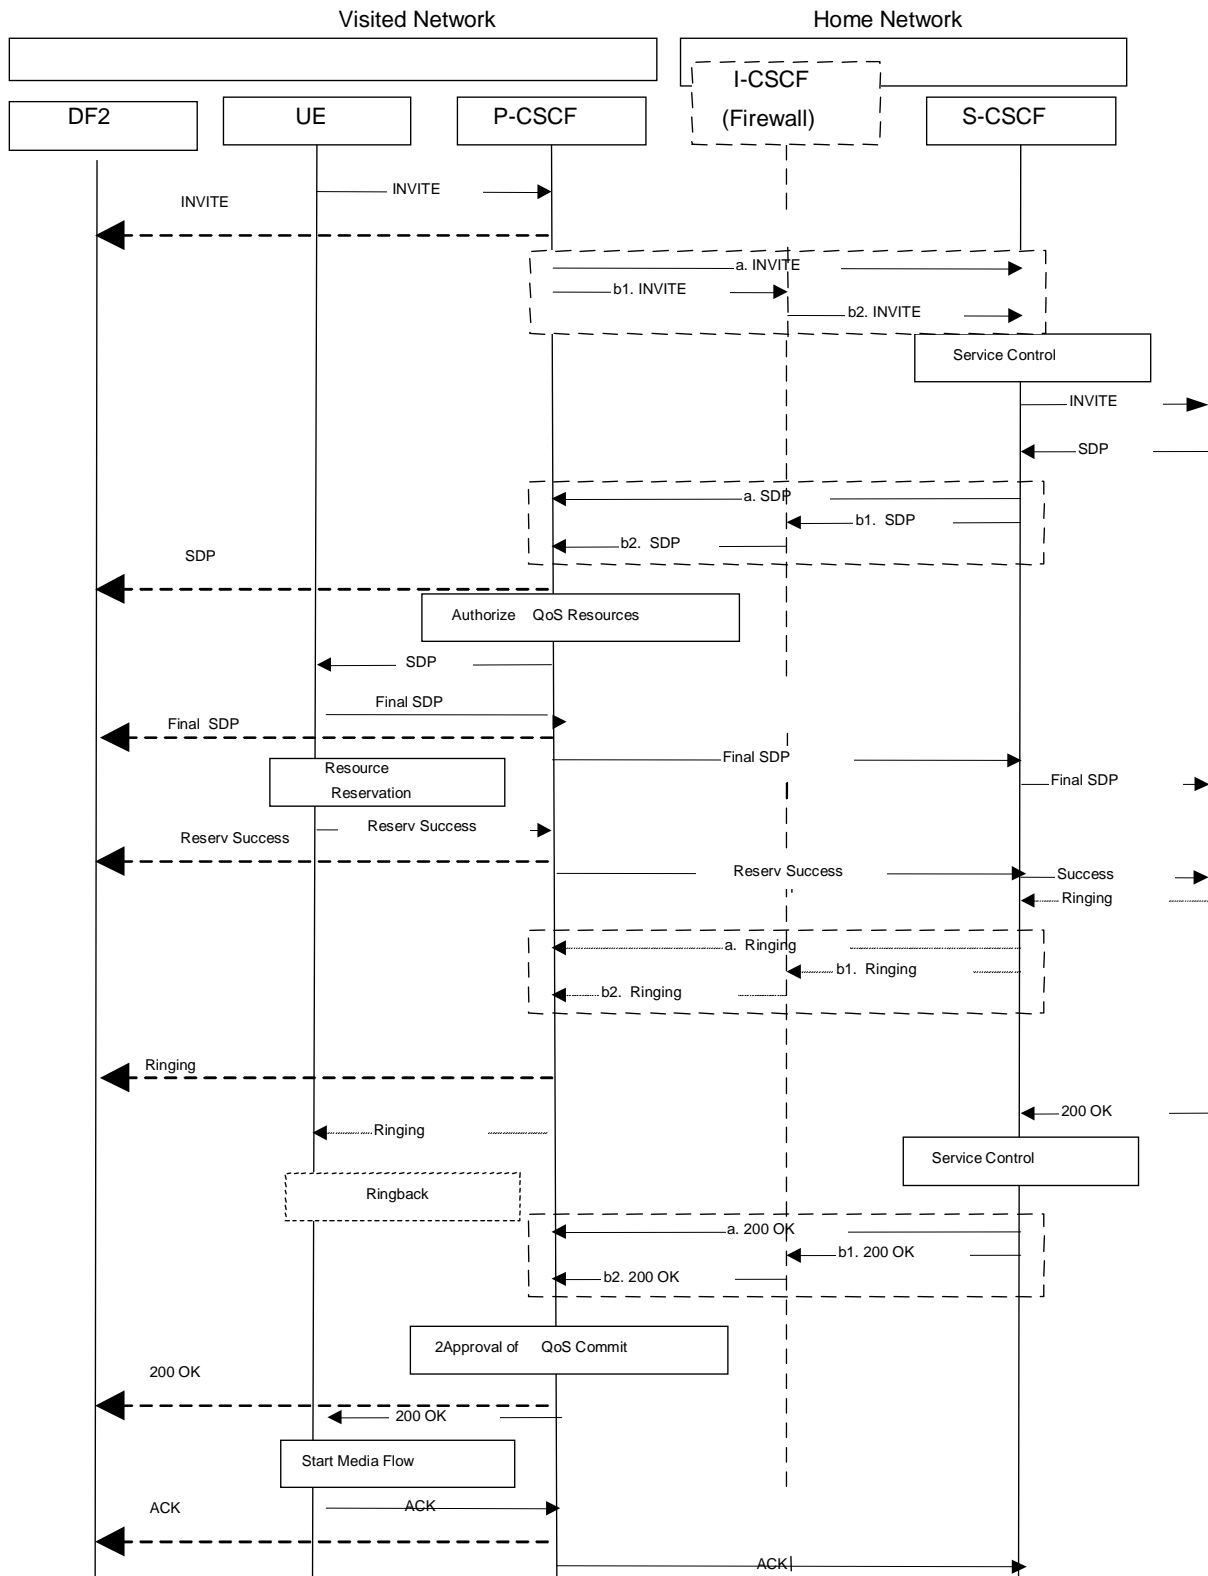 Visited Network
Home Network
I-CSCF
(Firewall)
DF2
UE
P-CSCF
S-CSCF
INVITE
INVITE
a. INVITE
b1. INVITE
b2. INVITE
Service Control
INVITE
SDP
a. SDP
b1. SDP
b2. SDP
SDP
Authorize QoS Resources
SDP
Final SDP
Final SDP
Final SDP
Resource
Reservation
Final SDP
Reserv Success
Reserv Success
Reserv Success
Success
Ringing
a. Ringing
b1. Ringing
b2. Ringing
Ringing
200 OK
Ringing
Service Control
Ringback
a. 200 OK
b1. 200 OK
b2. 200 OK
2Approval of QoS Commit
200 OK
200 OK
Start Media Flow
ACK
ACK
ACK